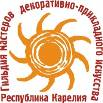 Гильдия мастеров декоративно-прикладного искусства
Республика Карелия